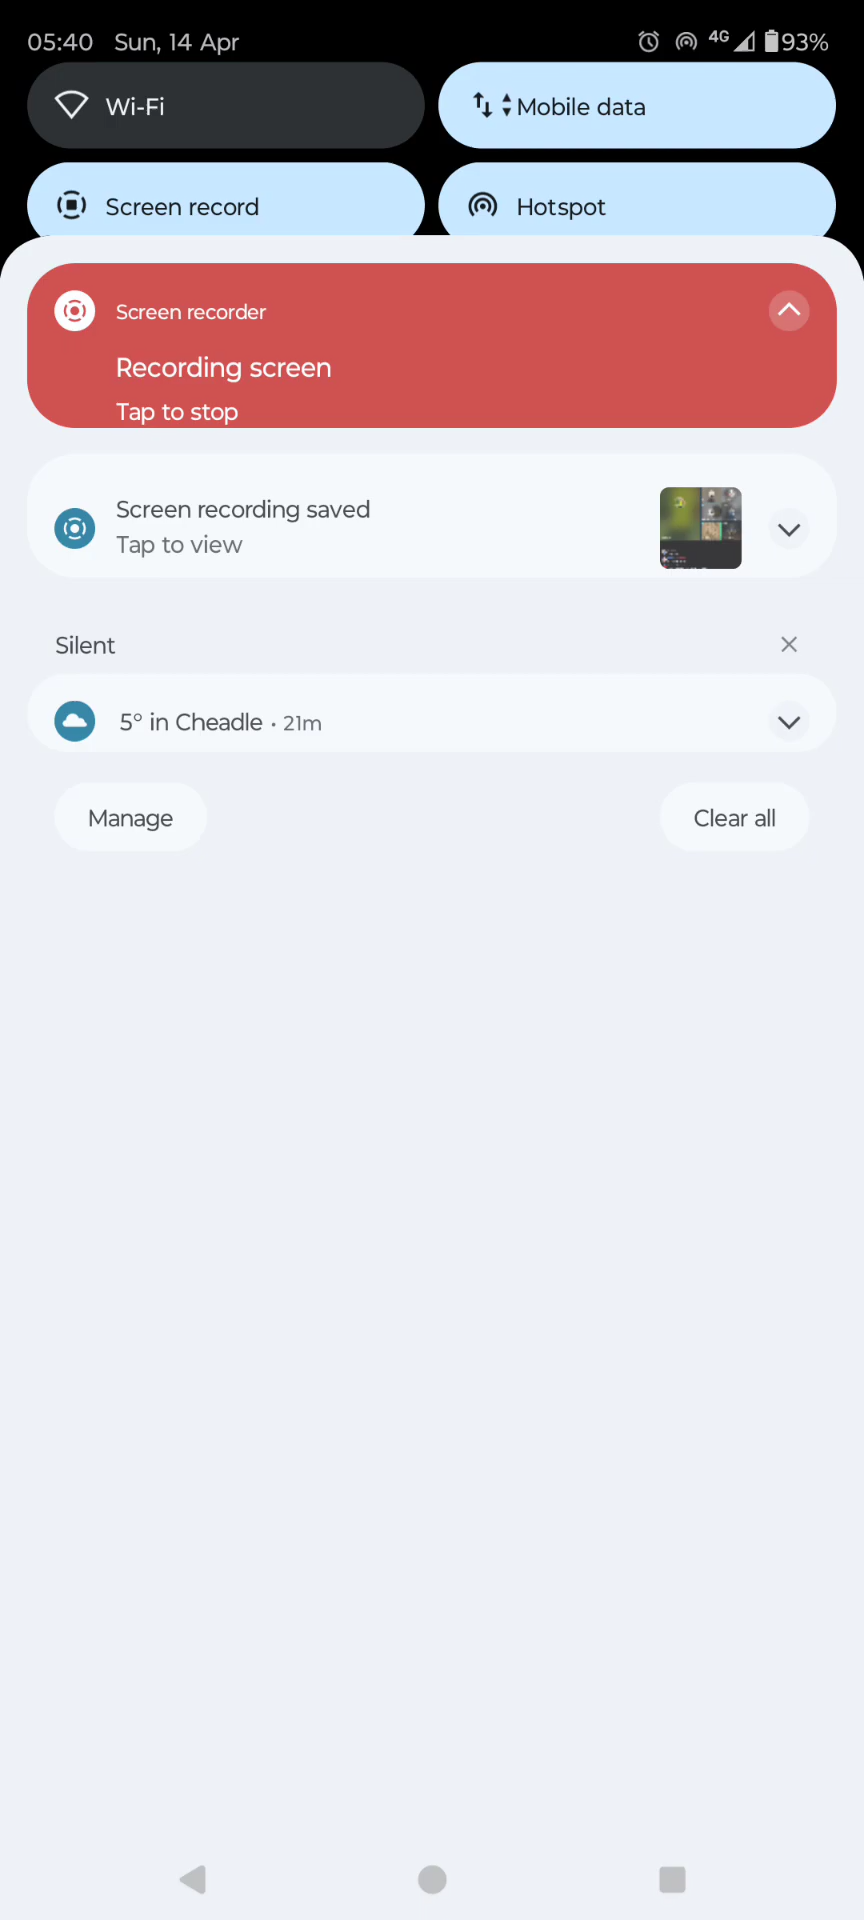 05:40 Sun, 14 Apr 4G 93%
Wi-Fi Mobile data
Screen record Hotspot
Screen recorder
Recording screen
Tap to stop
Screen recording saved
Tap to view
Silent
5° in Cheadle • 21m
Manage Clear all